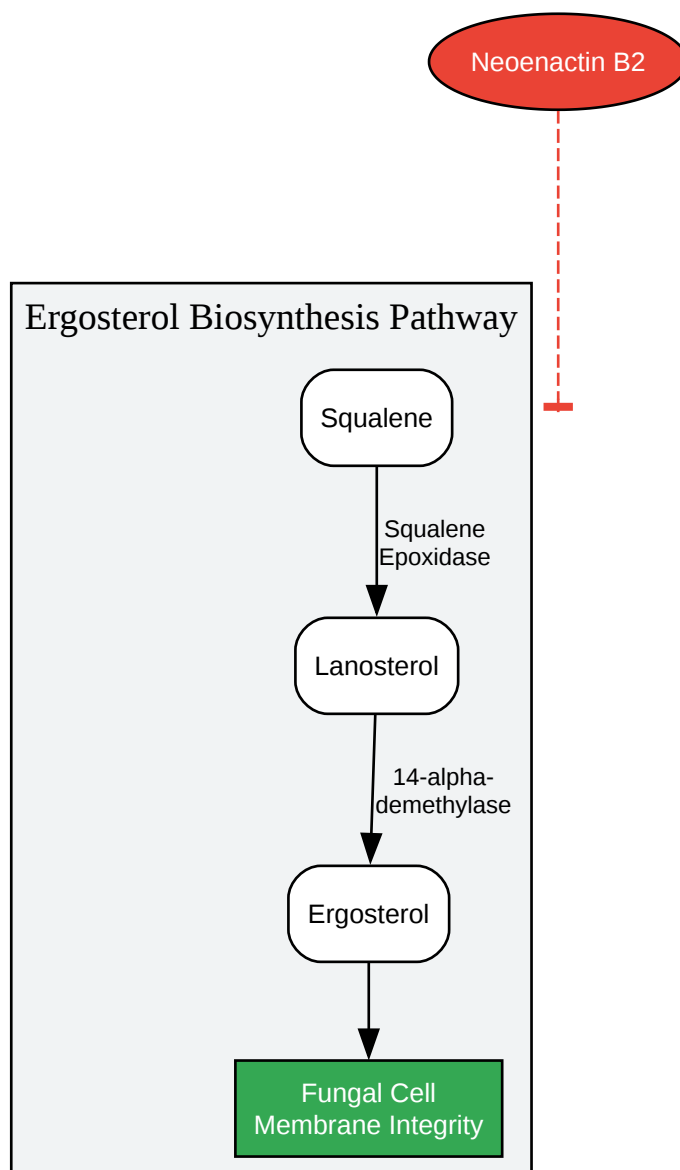 Neoenactin B2
Ergosterol Biosynthesis Pathway
Squalene
Squalene
Epoxidase
Lanosterol
14-alpha-
demethylase
Ergosterol
Fungal Cell
Membrane Integrity